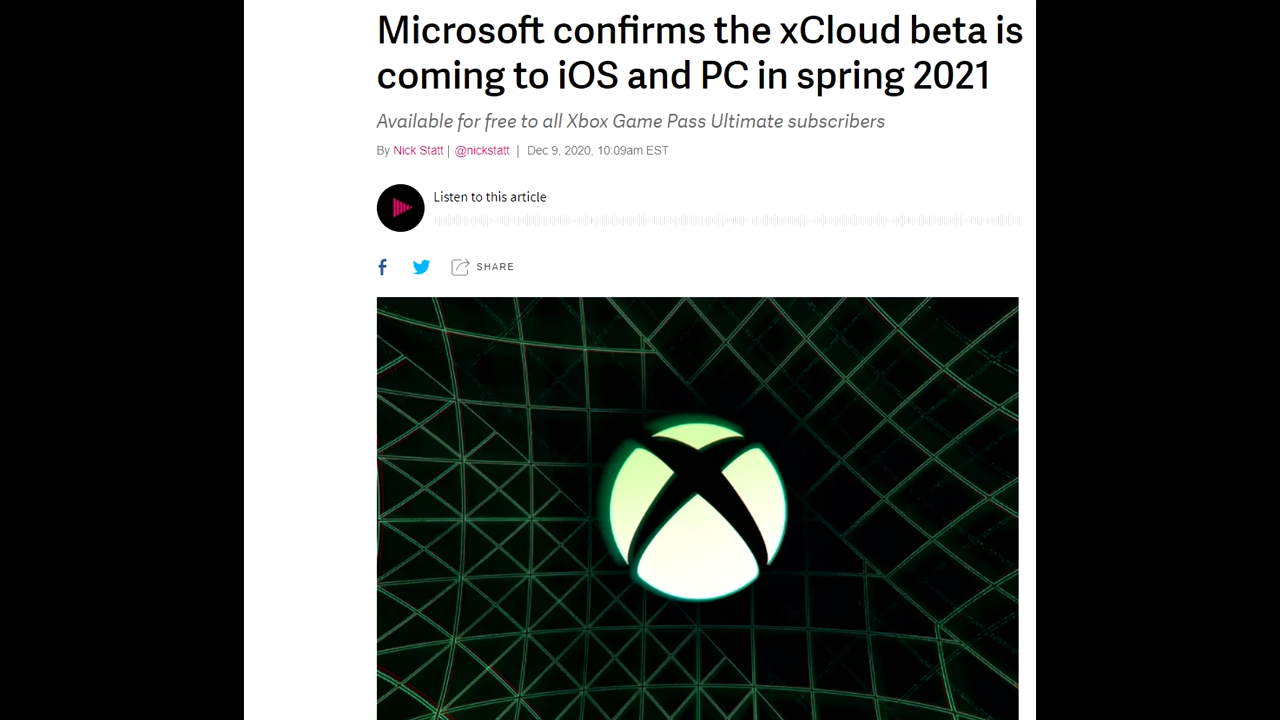 Microsoft confirms the xCloud beta is
coming to iOS and PC in spring 2021
Available for free to all Xbox Game Pass Ultimate subscribers
By Nick Statt | @nickstatt | Dec 9, 2020, 10:09am EST
Listen to this article
SHARE